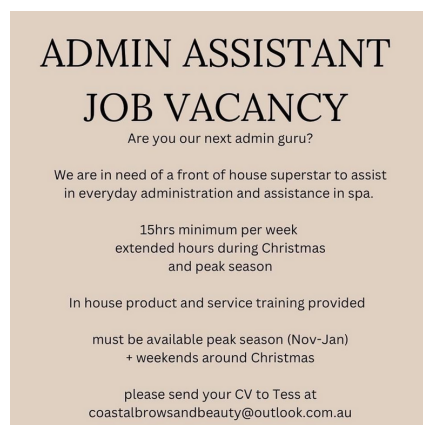 ADMIN ASSISTANT
JOB VACANCY
Are you our next admin guru?
We are in need of a front of house superstar to assist
in everyday administration and assistance in spa.
15hrs minimum per week
extended hours during Christmas
and peak season
In house product and service training provided
must be available peak season (Nov-Jan)
+ weekends around Christmas
please send your CV to Tess at
coastalbrowsandbeauty@outlook.com.au